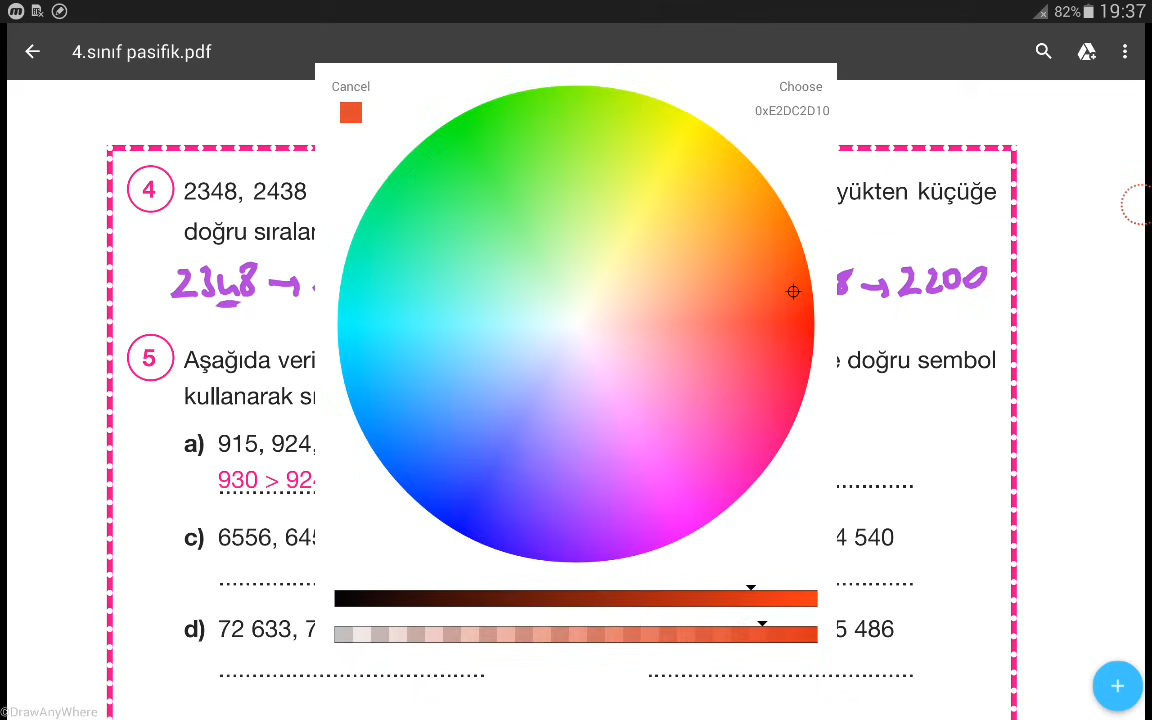 82% 19:37
4.sınıf pasifik.pdf
Cancel
Choose
0xE2DC2D10
4 2348, 2438 yükten küçüğe
doğru sıralar
2348 → 8 → 2200
5 Aşağıda veri e doğru sembol
kullanarak sı
a) 915, 924,
930 > 924
c) 6556, 645 4 540
d) 72 633, 7 5 486
©DrawAnyWhere